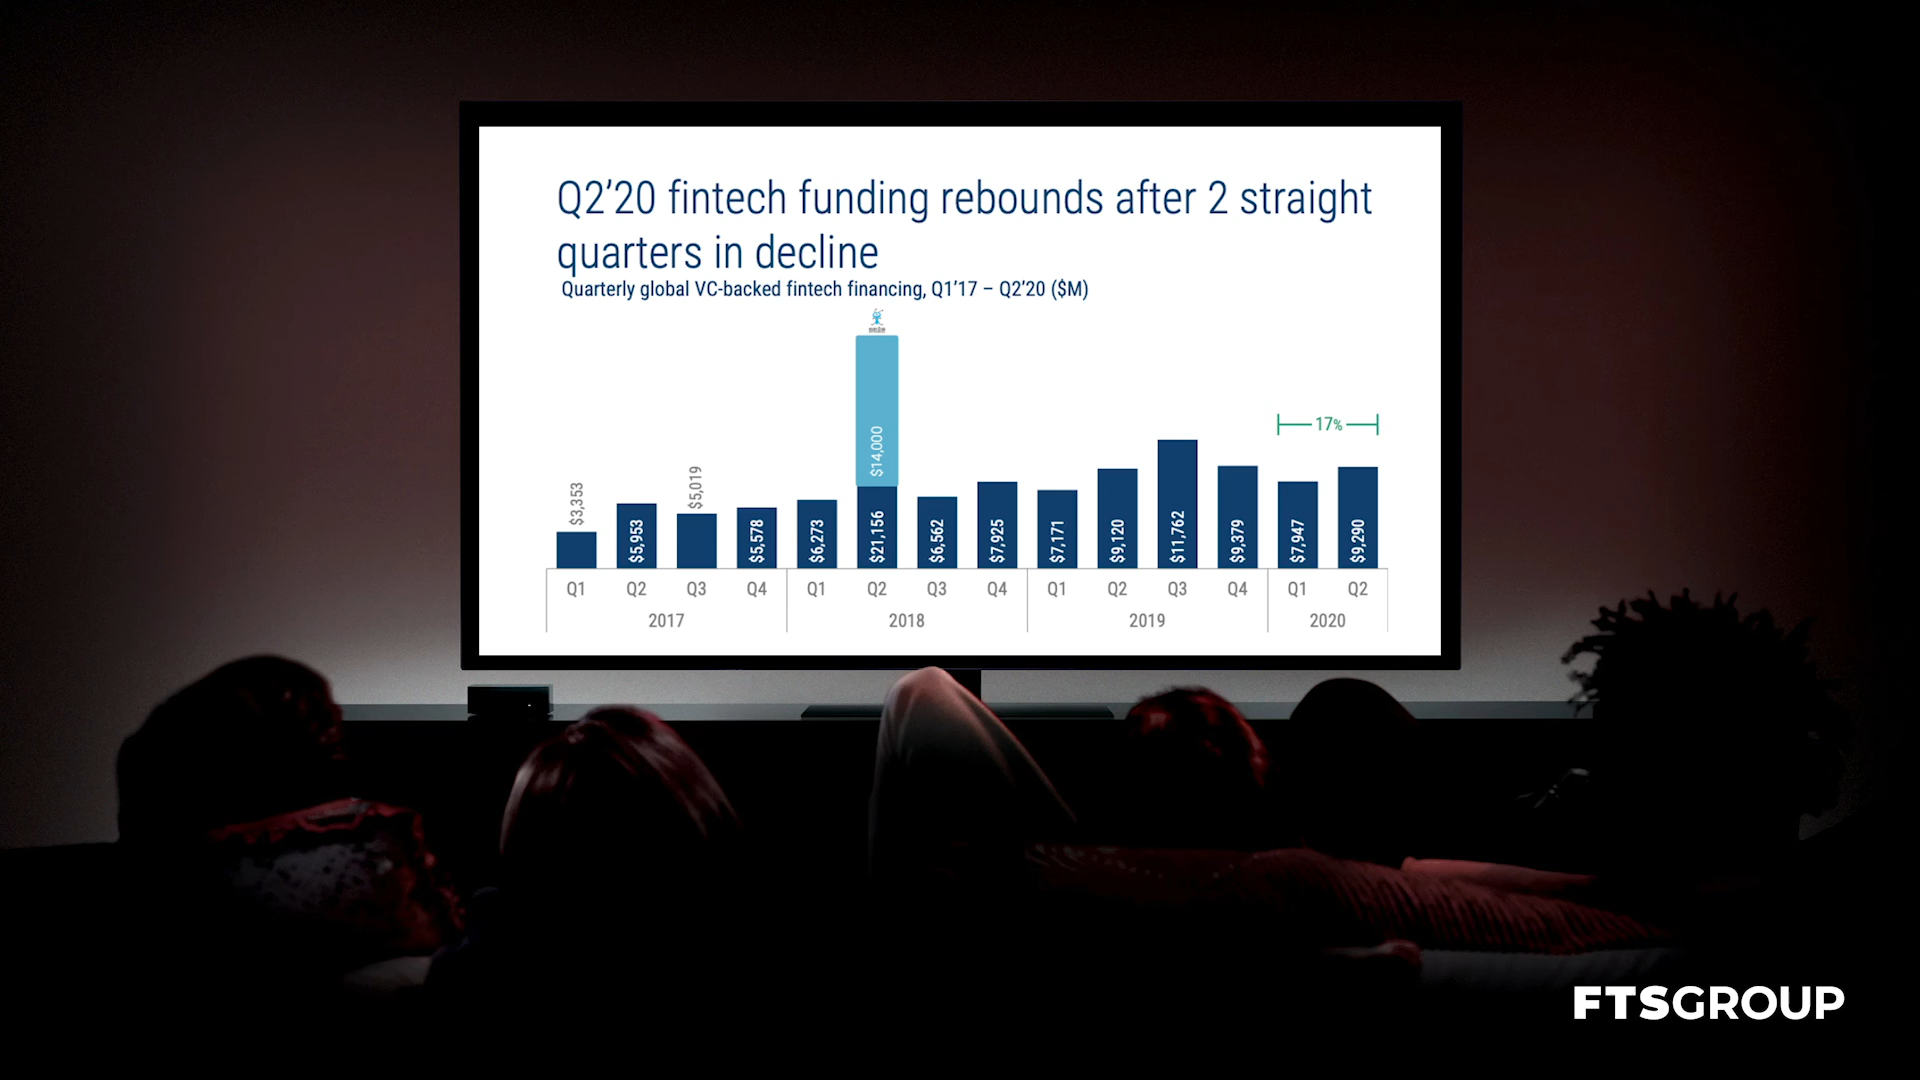 Q2’20 fintech funding rebounds after 2 straight
quarters in decline
Quarterly global VC-backed fintech financing, Q1’17 – Q2’20 ($M)
17%
$3,353
$5,953
$5,019
$5,578
$6,273
$14,000
$21,156
$6,562
$7,925
$7,171
$9,120
$11,762
$9,379
$7,947
$9,290
Q1 Q2 Q3 Q4 Q1 Q2 Q3 Q4 Q1 Q2 Q3 Q4 Q1 Q2
2017 2018 2019 2020
FTSGROUP